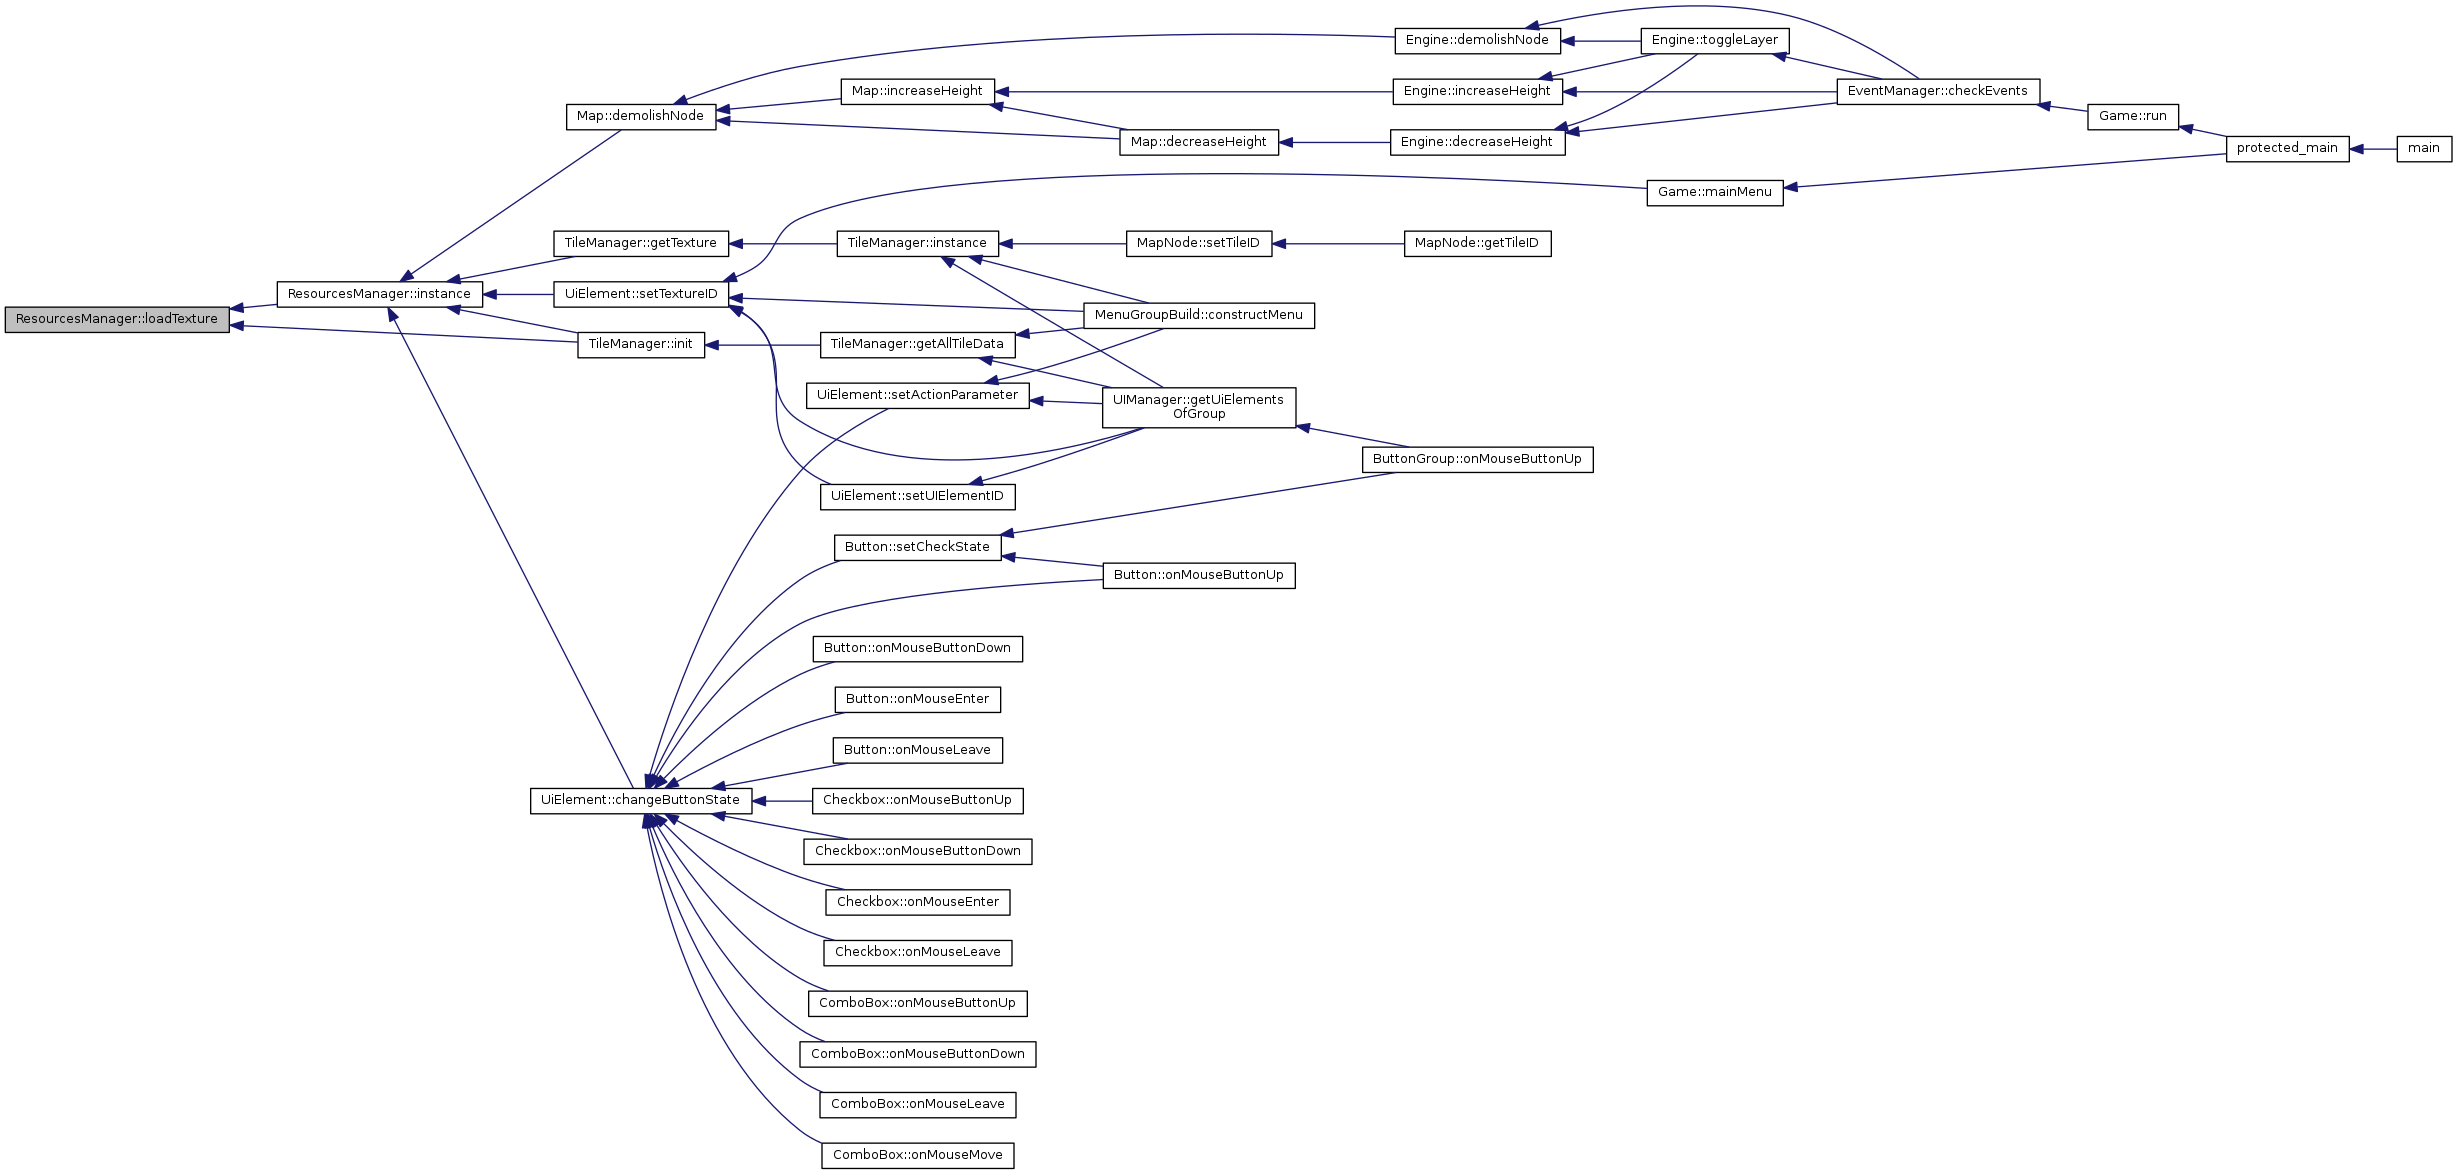 Engine::demolishNode
Engine::toggleLayer
Map::increaseHeight
Engine::increaseHeight
EventManager::checkEvents
Map::demolishNode
Game::run
Map::decreaseHeight
Engine::decreaseHeight
protected_main
main
Game::mainMenu
TileManager::getTexture
TileManager::instance
MapNode::setTileID
MapNode::getTileID
ResourcesManager::instance
UiElement::setTextureID
ResourcesManager::loadTexture
MenuGroupBuild::constructMenu
TileManager::init
TileManager::getAllTileData
UiElement::setActionParameter
UIManager::getUiElements
OfGroup
ButtonGroup::onMouseButtonUp
UiElement::setUIElementID
Button::setCheckState
Button::onMouseButtonUp
Button::onMouseButtonDown
Button::onMouseEnter
Button::onMouseLeave
UiElement::changeButtonState
Checkbox::onMouseButtonUp
Checkbox::onMouseButtonDown
Checkbox::onMouseEnter
Checkbox::onMouseLeave
ComboBox::onMouseButtonUp
ComboBox::onMouseButtonDown
ComboBox::onMouseLeave
ComboBox::onMouseMove